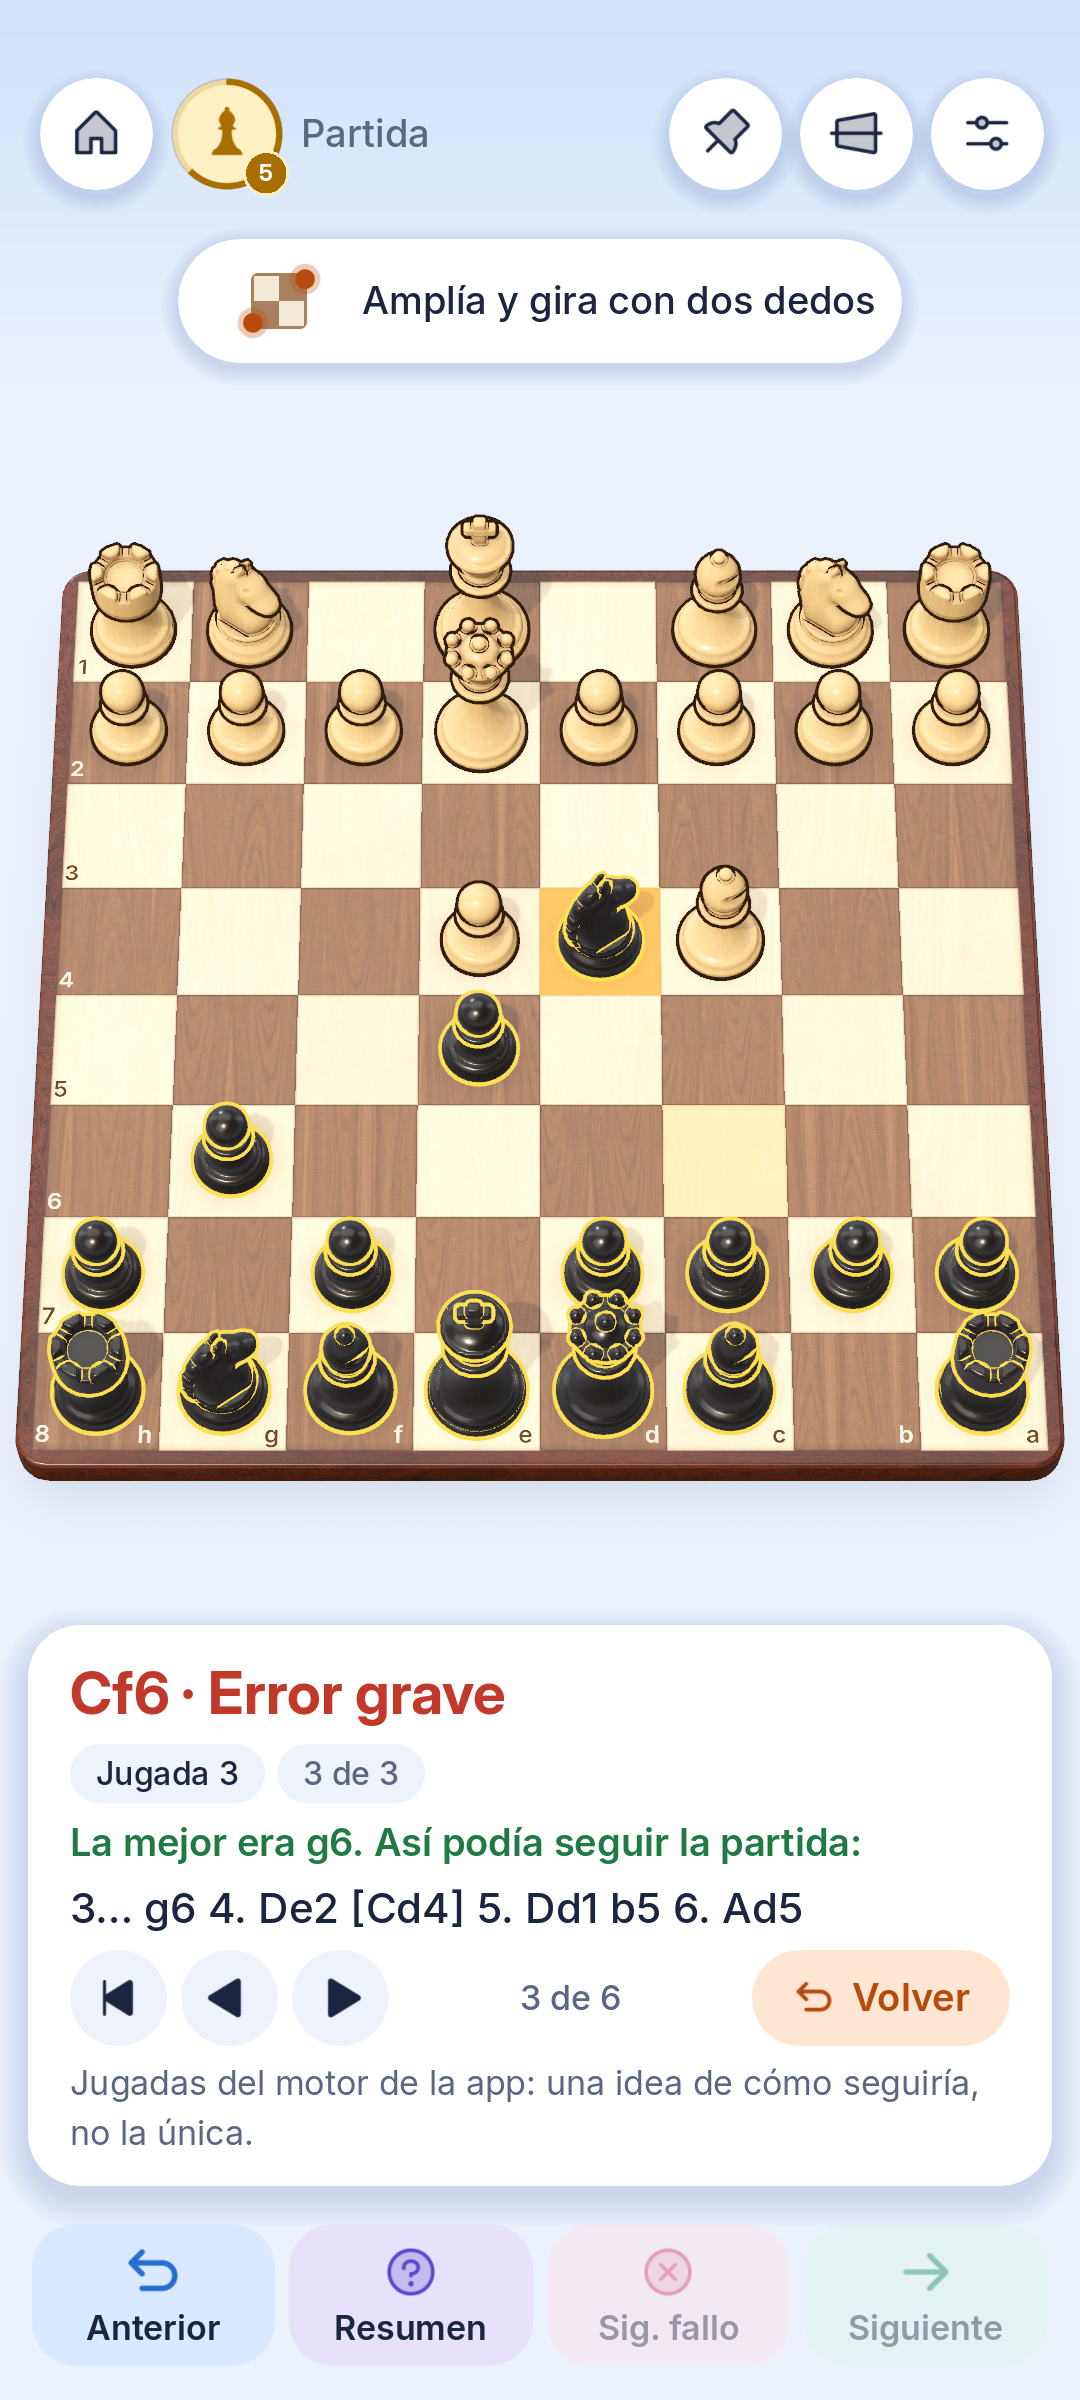 Partida
5
Amplía y gira con dos dedos
1
2
3
4
5
6
7
8 h g f e d c b a
Cf6 · Error grave
Jugada 3 3 de 3
La mejor era g6. Así podía seguir la partida:
3... g6 4. De2 [Cd4] 5. Dd1 b5 6. Ad5
3 de 6 Volver
Jugadas del motor de la app: una idea de cómo seguiría,
no la única.
Anterior Resumen Sig. fallo Siguiente